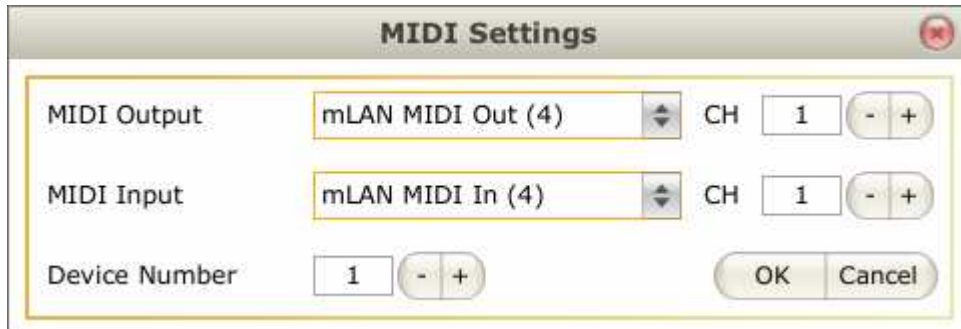 MIDI Settings
MIDI Output mLAN MIDI Out (4) CH 1 - +
MIDI Input mLAN MIDI In (4) CH 1 - +
Device Number 1 - + OK Cancel